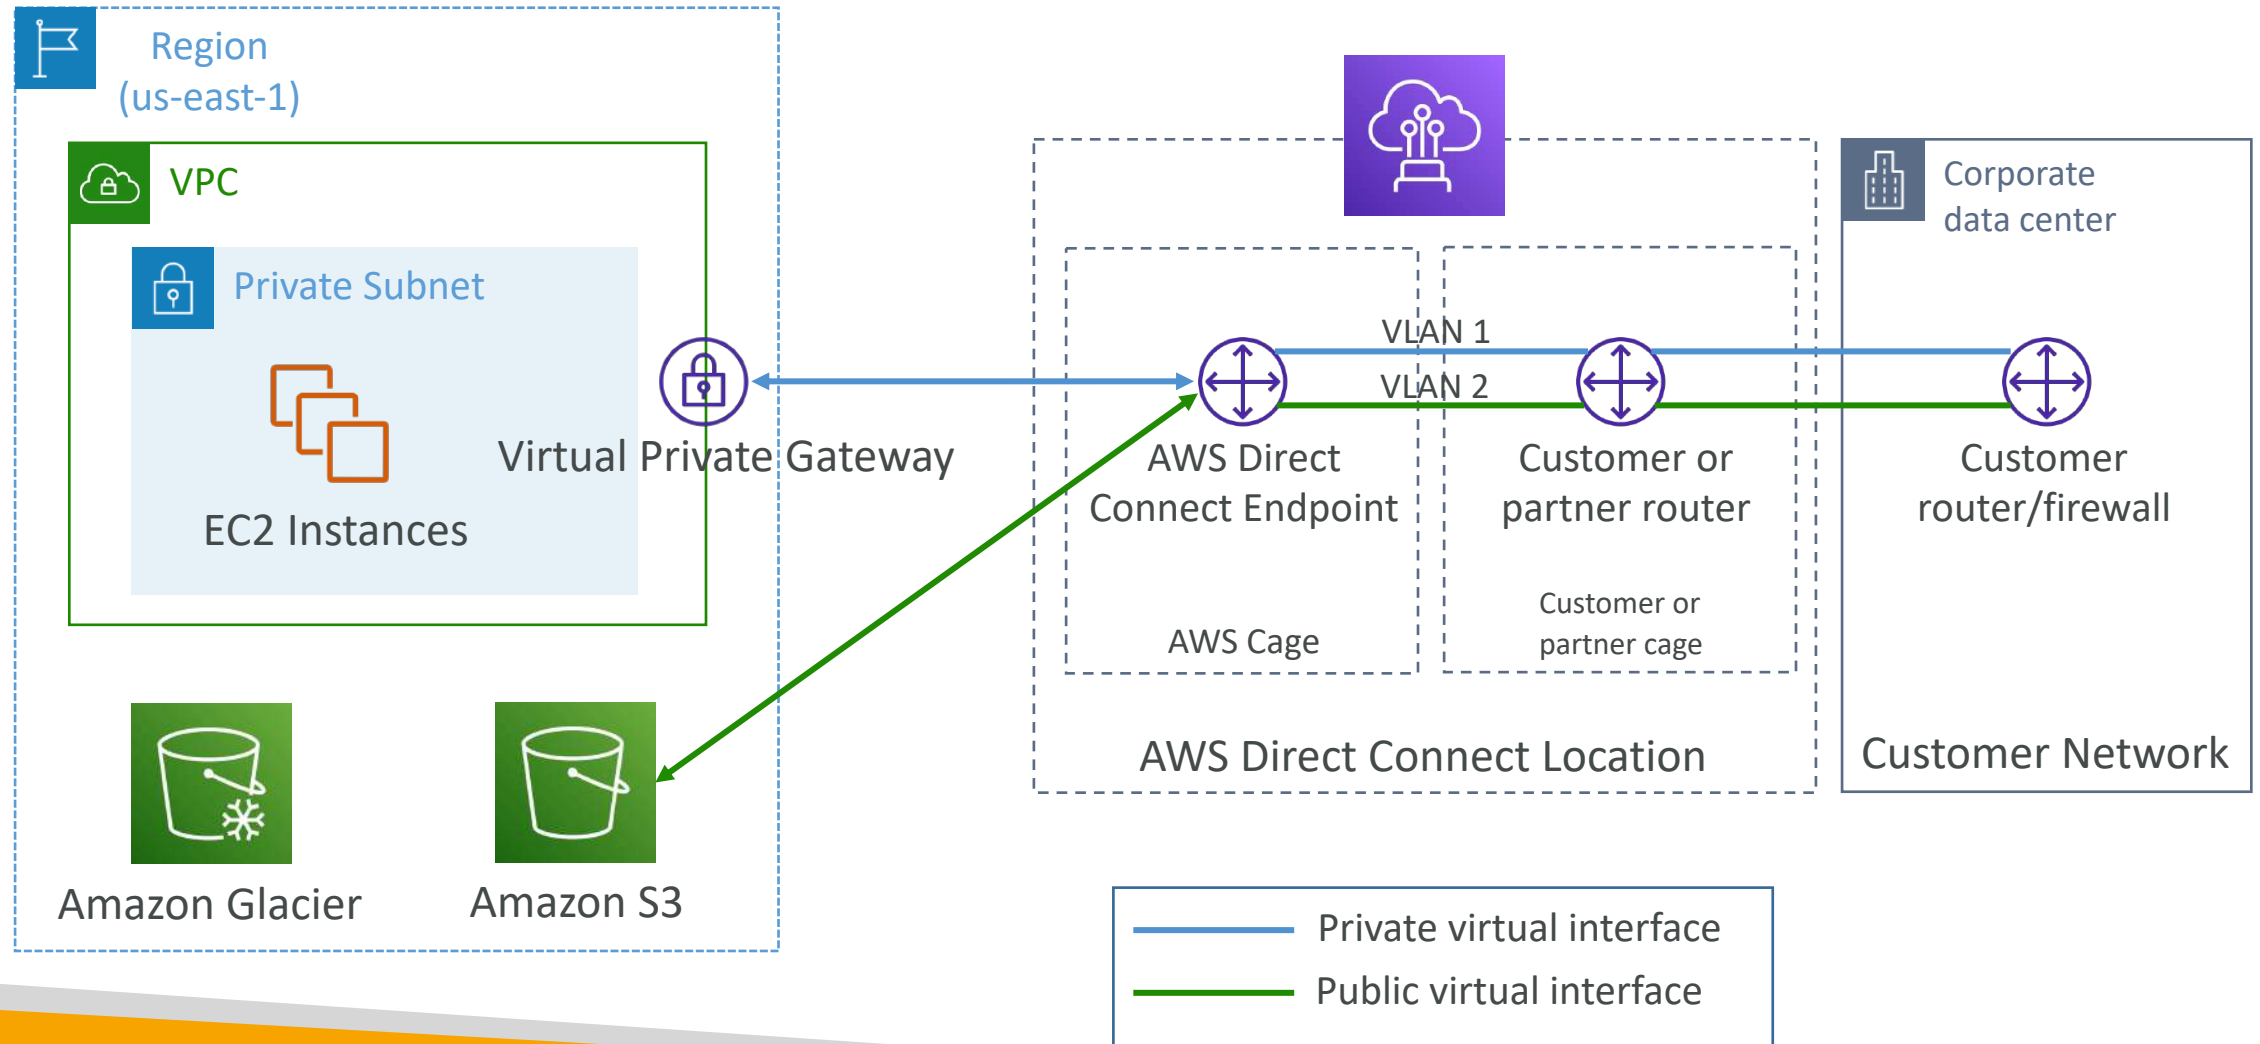 Region
(us-east-1)
VPC
Private Subnet
EC2 Instances
Virtual Private Gateway
Amazon Glacier
Amazon S3
VLAN 1
VLAN 2
AWS Direct
Connect Endpoint
AWS Cage
Customer or
partner router
Customer or
partner cage
AWS Direct Connect Location
Corporate
data center
Customer
router/firewall
Customer Network
Private virtual interface
Public virtual interface